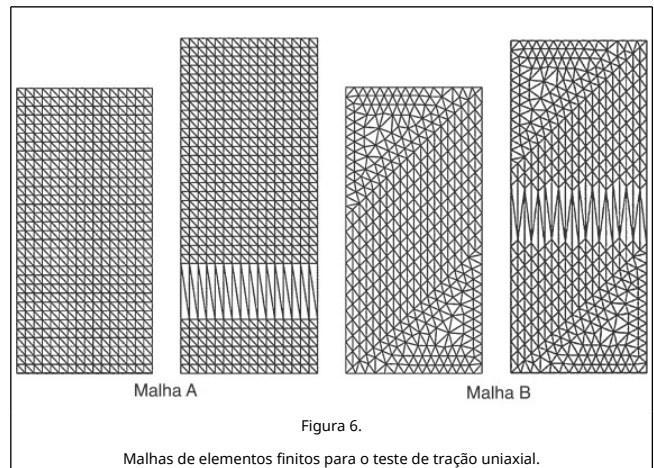 Malha A
Malha B
Figura 6.
Malhas de elementos finitos para o teste de tração uniaxial.